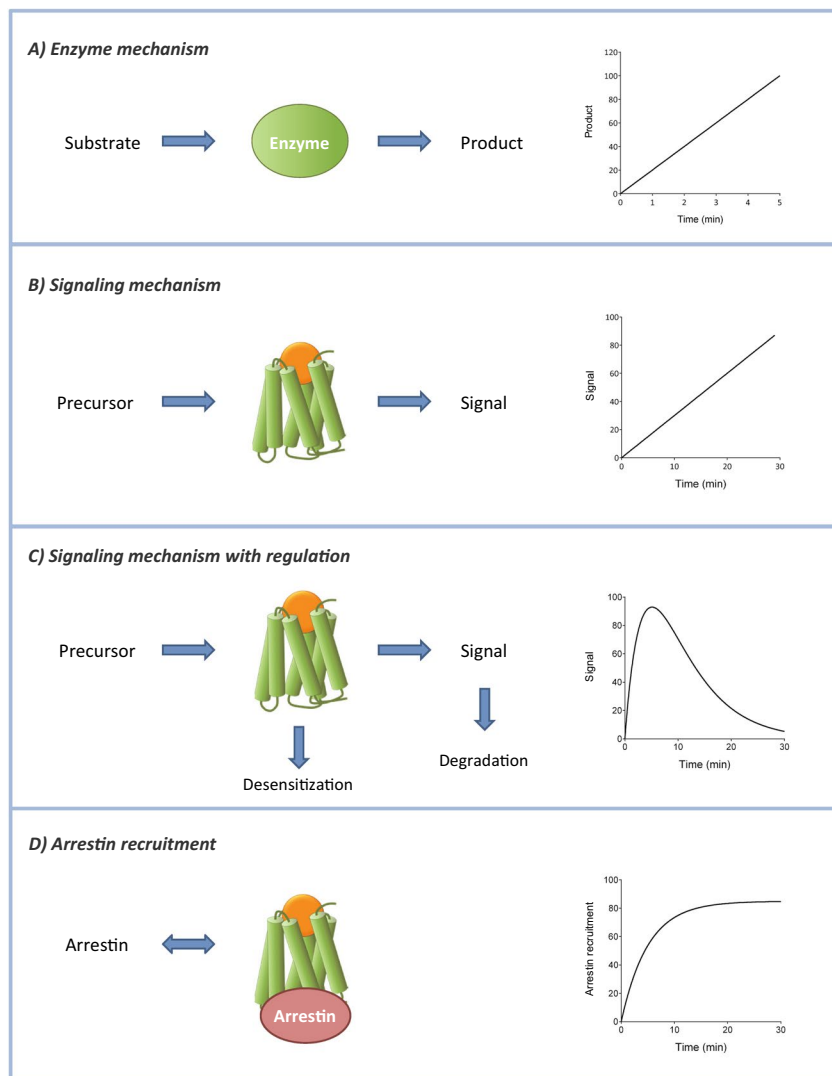 A) Enzyme mechanism
Substrate
Enzyme
Product
120
100
80
60
40
20
0
Product
0 1 2 3 4 5
Time (min)
B) Signaling mechanism
Precursor
Signal
100
80
60
40
20
0
Signal
0 10 20 30
Time (min)
C) Signaling mechanism with regulation
Precursor
Signal
Desensitization
Degradation
100
80
60
40
20
0
Signal
0 10 20 30
Time (min)
D) Arrestin recruitment
Arrestin
Arrestin
100
80
60
40
20
0
Arrestin recruitment
0 10 20 30
Time (min)